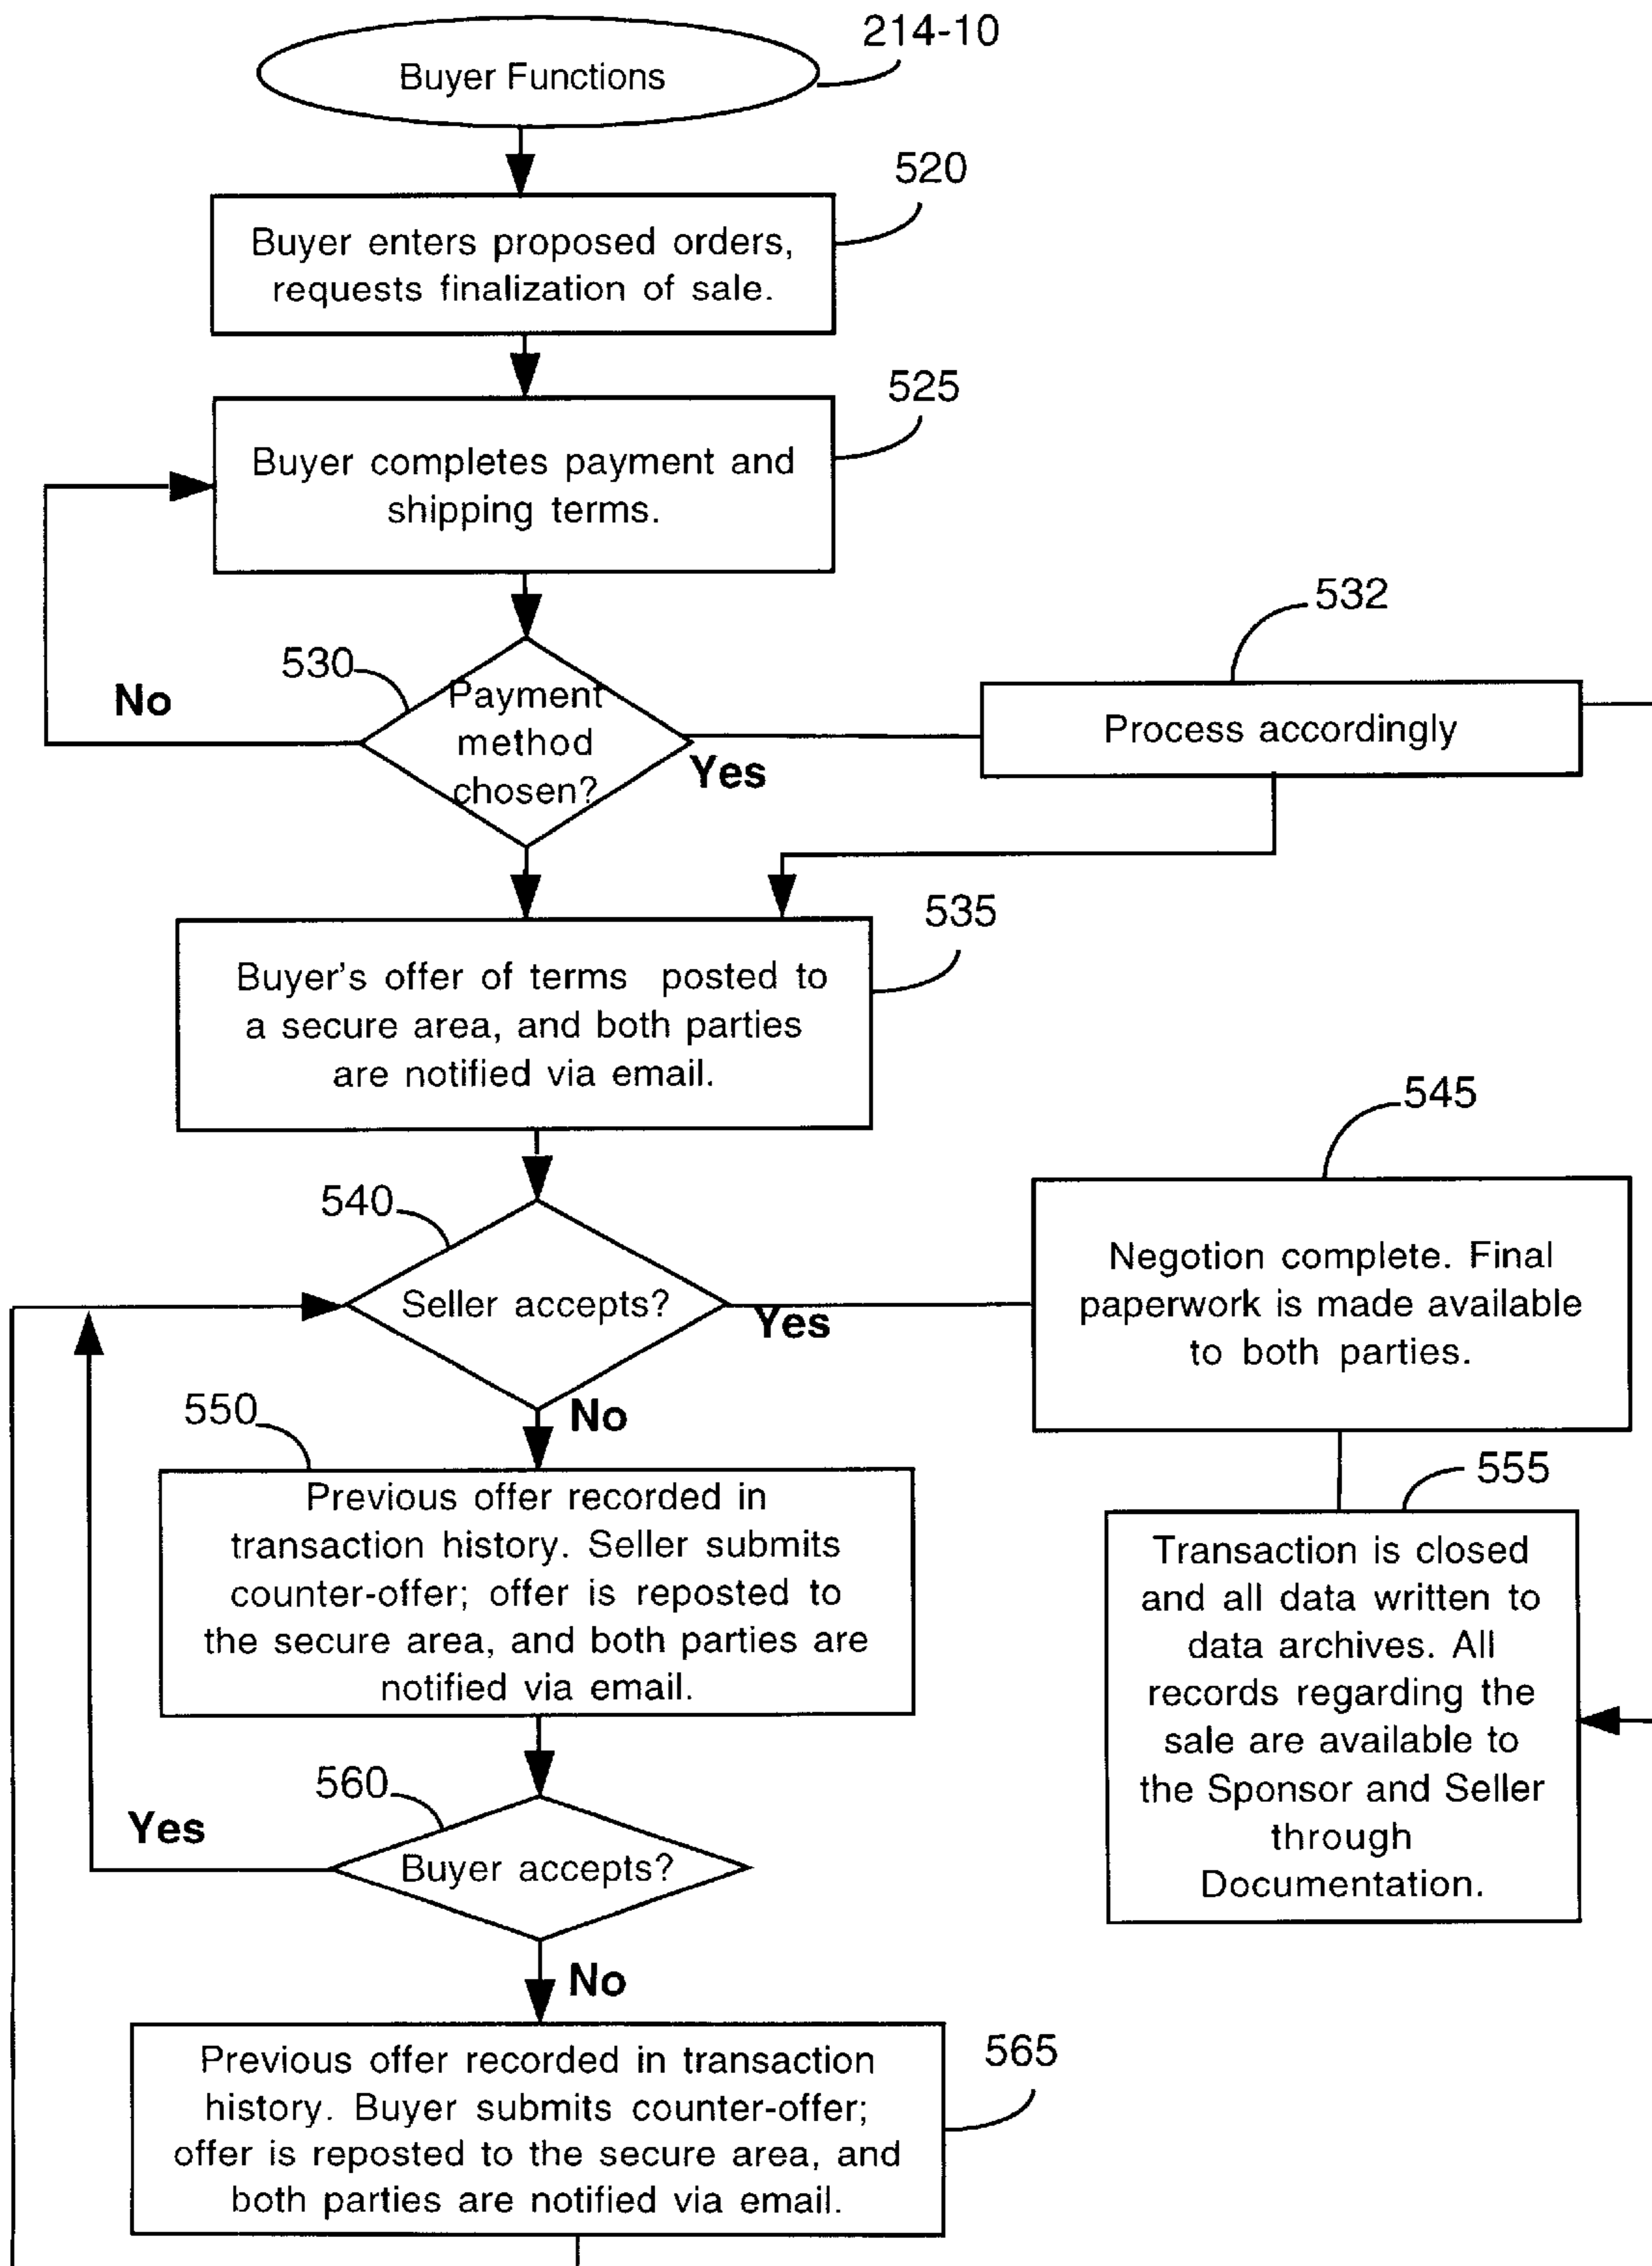 214-10
Buyer Functions
520
Buyer enters proposed orders,
requests finalization of sale.
525
Buyer completes payment and
shipping terms.
532
530
No
Payment
method
chosen?
Yes
Process accordingly
535
Buyer's offer of terms posted to
a secure area, and both parties
are notified via email.
545
540
Seller accepts?
Yes
Negotion complete. Final
paperwork is made available
to both parties.
No
550
Previous offer recorded in
transaction history. Seller submits
counter-offer; offer is reposted to
the secure area, and both parties are
notified via email.
555
Transaction is closed
and all data written to
data archives. All
records regarding the
sale are available to
the Sponsor and Seller
through
Documentation.
560
Yes
Buyer accepts?
No
565
Previous offer recorded in transaction
history. Buyer submits counter-offer;
offer is reposted to the secure area, and
both parties are notified via email.